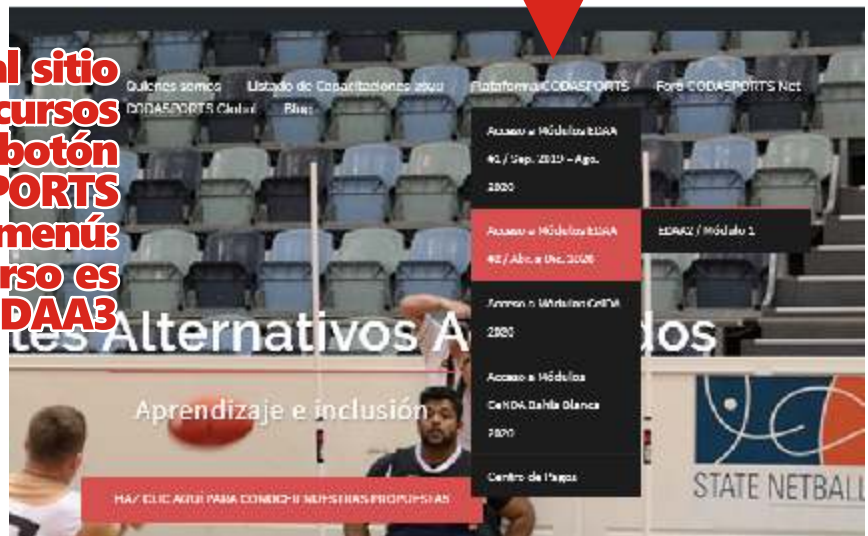 al sitio
cursos
botón
PORTS
menú:
rso es
DAA3
Quienes somos Listado de Capacitaciones 2020 Plataforma CODASPORTS Foro CODASPORTS Net
CODASPORTS Global Blog
Acceso a Módulos EDAA
#1 / Sep. 2019 – Ago.
2020
Acceso a Módulos EDAA
#2 / Abr. a Dic. 2020
EDAA2 / Módulo 1
Acceso a Módulos CeIDA
2020
Acceso a Módulos
CeNDA Bahía Blanca
2020
Centro de Pagos
tes Alternativos A dos
Aprendizaje e inclusión
HAZ CLIC AQUÍ PARA CONOCER NUESTRAS PROPUESTAS
STATE NETBALL